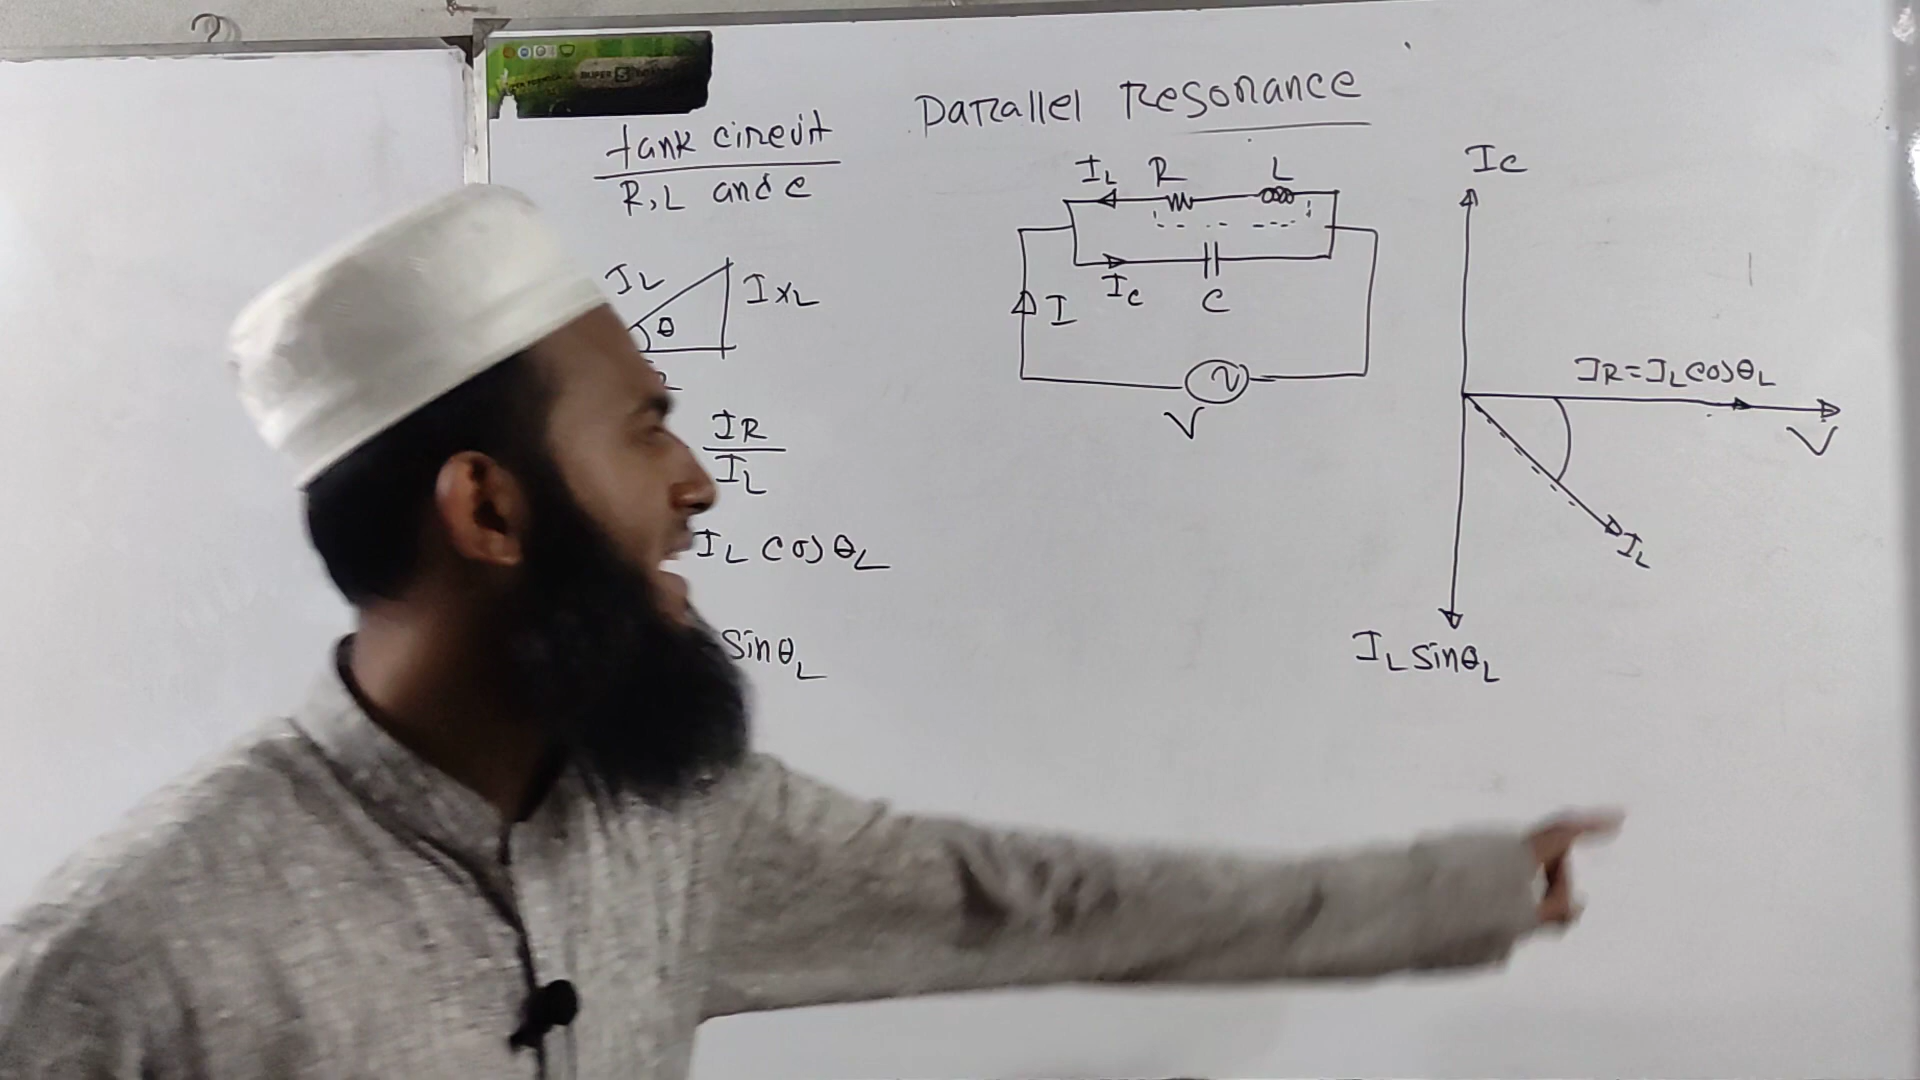 Parallel Resonance
tank circuit
R, L and C
IL
IXL
θ
IR
IL
IL cosθL
sinθL
IL R L
IC C
I
V
IC
IR = IL cosθL
V
IL
IL sinθL